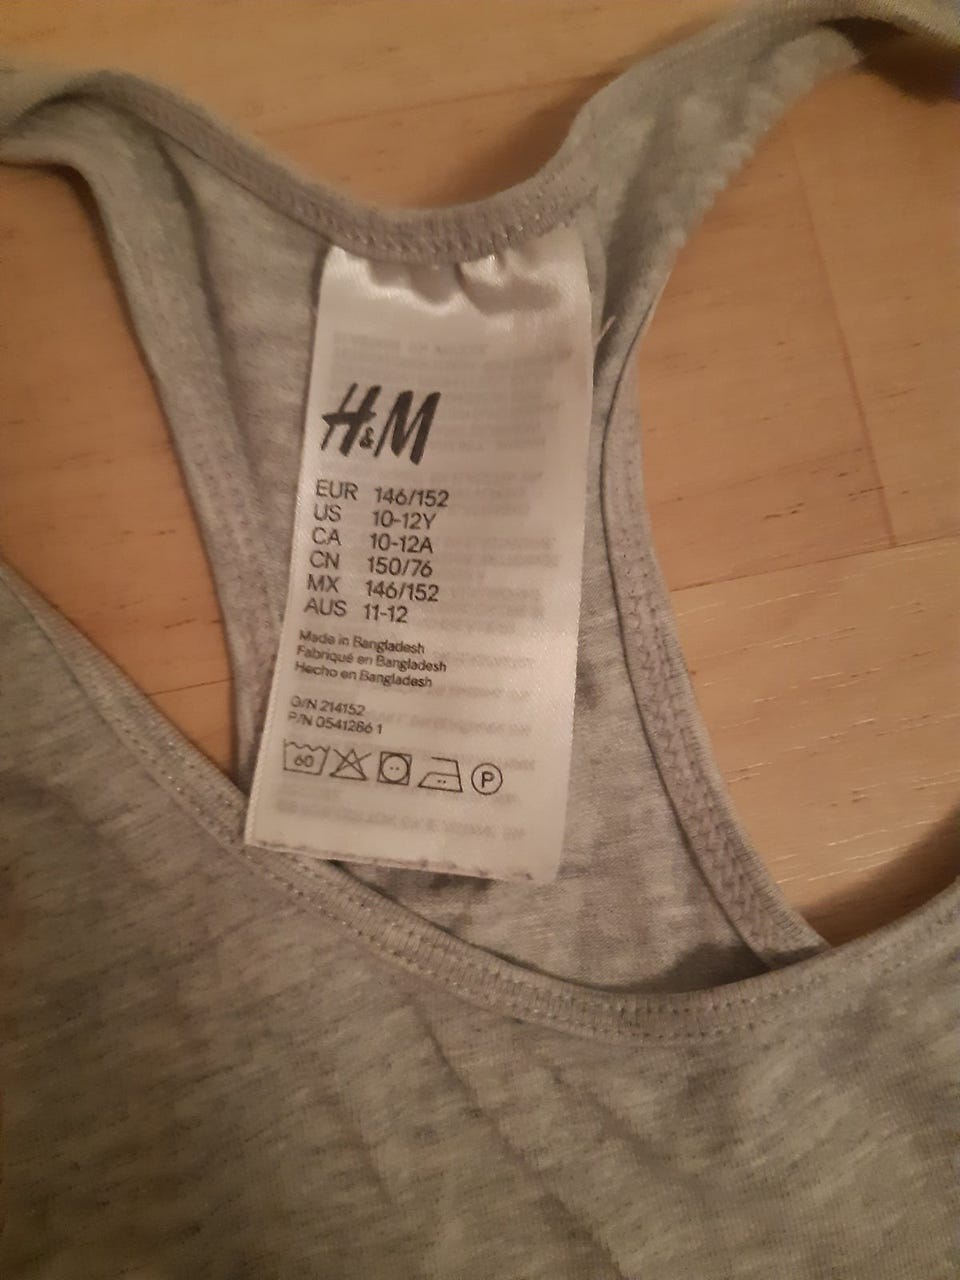 H&M
EUR 146/152
US 10-12Y
CA 10-12A
CN 150/76
MX 146/152
AUS 11-12
Made in Bangladesh
Fabriqué en Bangladesh
Hecho en Bangladesh
O/N 214152
P/N 0541286 1
60
P